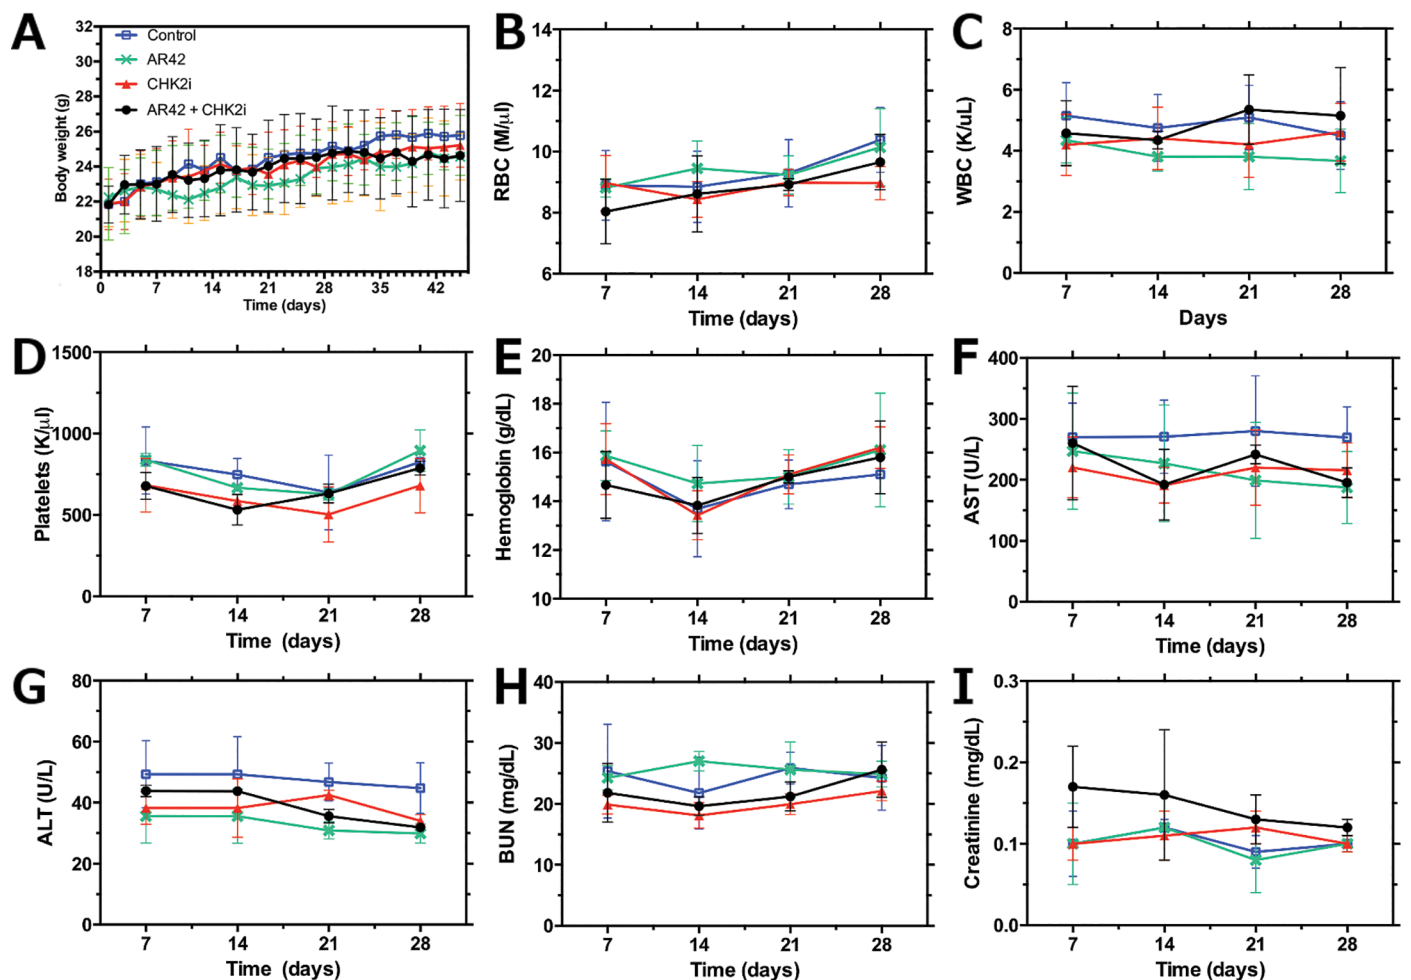 A
32
30
28
26
24
22
20
18
Body weight (g)
Control
AR42
CHK2i
AR42 + CHK2i
0 7 14 21 28 35 42
Time (days)
B
14
12
10
8
6
RBC (M/µl)
7 14 21 28
Time (days)
C
8
6
4
2
0
WBC (K/uL)
7 14 21 28
Days
D
1500
1000
500
0
Platelets (K/µl)
7 14 21 28
Time (days)
E
20
18
16
14
12
10
Hemoglobin (g/dL)
7 14 21 28
Time (days)
F
400
300
200
100
0
AST (U/L)
7 14 21 28
Time (days)
G
80
60
40
20
0
ALT (U/L)
7 14 21 28
Time (days)
H
40
30
20
10
0
BUN (mg/dL)
7 14 21 28
Time (days)
I
0.3
0.2
0.1
0.0
Creatinine (mg/dL)
7 14 21 28
Time (days)